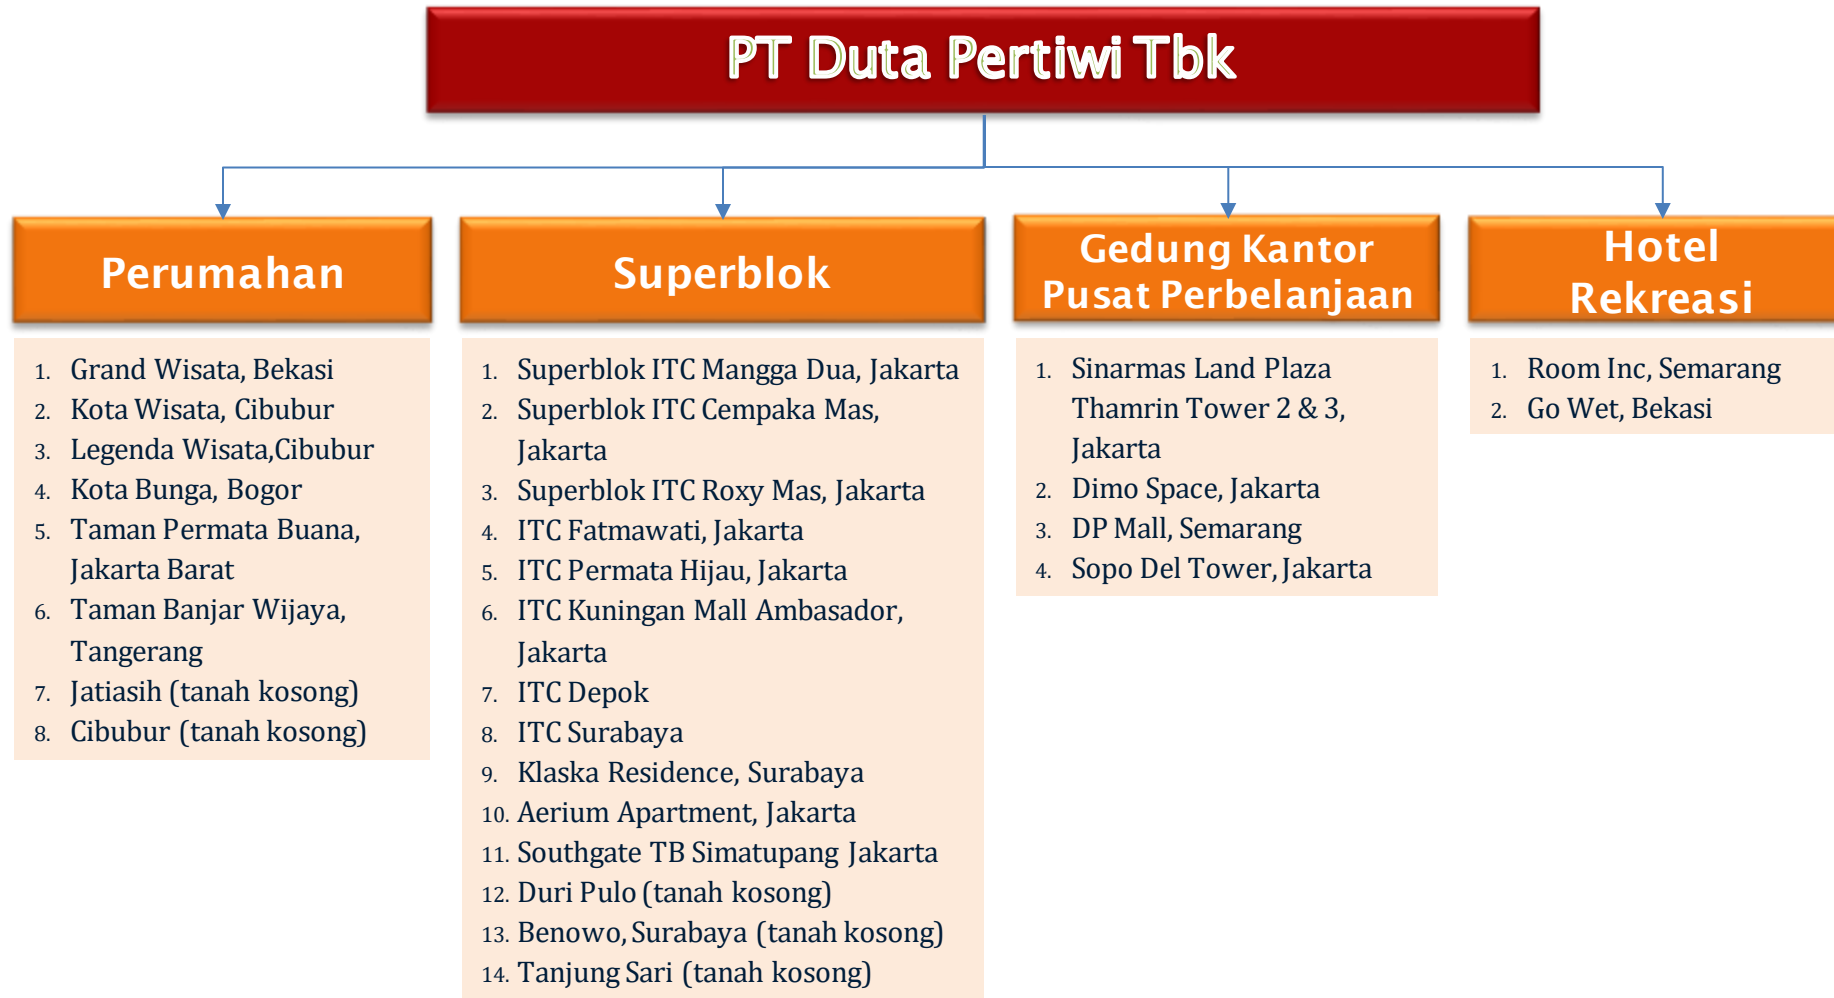 PT Duta Pertiwi Tbk
Perumahan
1. Grand Wisata, Bekasi
2. Kota Wisata, Cibubur
3. Legenda Wisata,Cibubur
4. Kota Bunga, Bogor
5. Taman Permata Buana,
Jakarta Barat
6. Taman Banjar Wijaya,
Tangerang
7. Jatiasih (tanah kosong)
8. Cibubur (tanah kosong)
Superblok
1. Superblok ITC Mangga Dua, Jakarta
2. Superblok ITC Cempaka Mas,
Jakarta
3. Superblok ITC Roxy Mas, Jakarta
4. ITC Fatmawati, Jakarta
5. ITC Permata Hijau, Jakarta
6. ITC Kuningan Mall Ambasador,
Jakarta
7. ITC Depok
8. ITC Surabaya
9. Klaska Residence, Surabaya
10. Aerium Apartment, Jakarta
11. Southgate TB Simatupang Jakarta
12. Duri Pulo (tanah kosong)
13. Benowo, Surabaya (tanah kosong)
14. Tanjung Sari (tanah kosong)
Gedung Kantor
Pusat Perbelanjaan
1. Sinarmas Land Plaza
Thamrin Tower 2 & 3,
Jakarta
2. Dimo Space, Jakarta
3. DP Mall, Semarang
4. Sopo Del Tower, Jakarta
Hotel
Rekreasi
1. Room Inc, Semarang
2. Go Wet, Bekasi